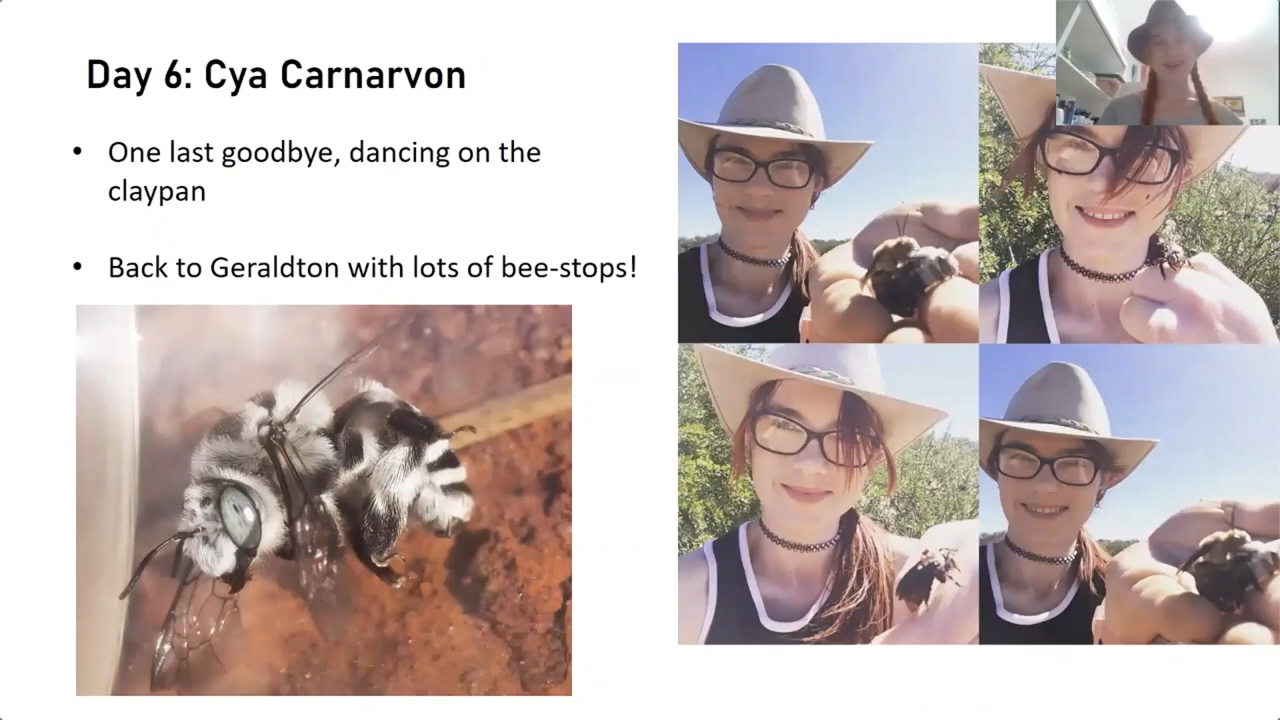 Day 6: Cya Carnarvon
• One last goodbye, dancing on the
claypan
• Back to Geraldton with lots of bee-stops!